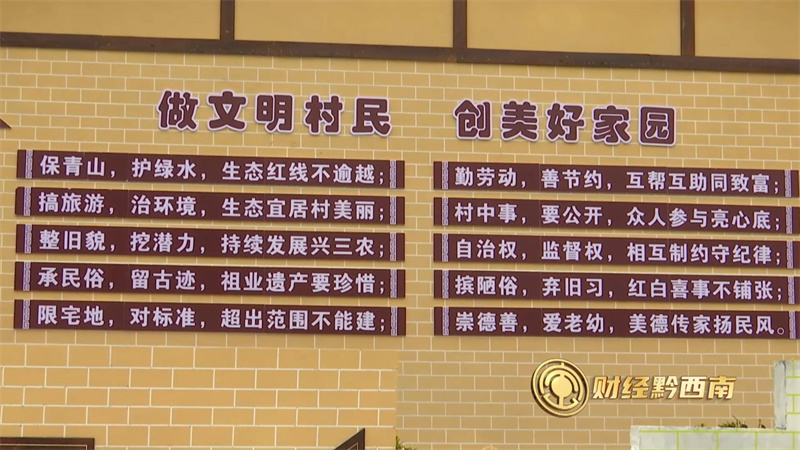 做文明村民 创美好家园
保青山，护绿水，生态红线不逾越；
搞旅游，治环境，生态宜居村美丽；
整旧貌，挖潜力，持续发展兴三农；
承民俗，留古迹，祖业遗产要珍惜；
限宅地，对标准，超出范围不能建；
勤劳动，善节约，互帮互助同致富；
村中事，要公开，众人参与亮心底；
自治权，监督权，相互制约守纪律；
摈陋俗，弃旧习，红白喜事不铺张；
崇德善，爱老幼，美德传家扬民风。
财经黔西南